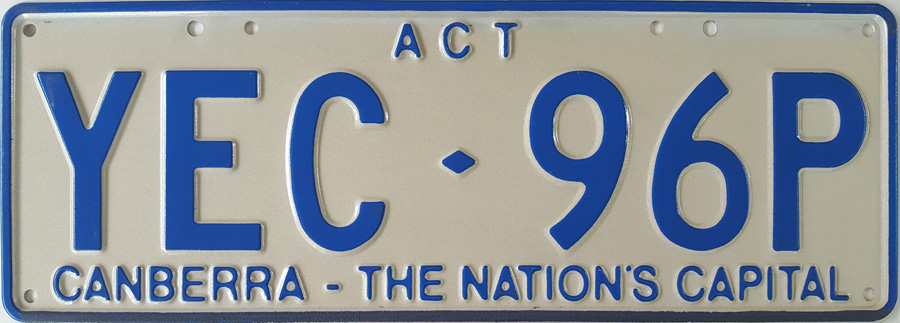 ACT
YEC·96P
CANBERRA - THE NATION'S CAPITAL